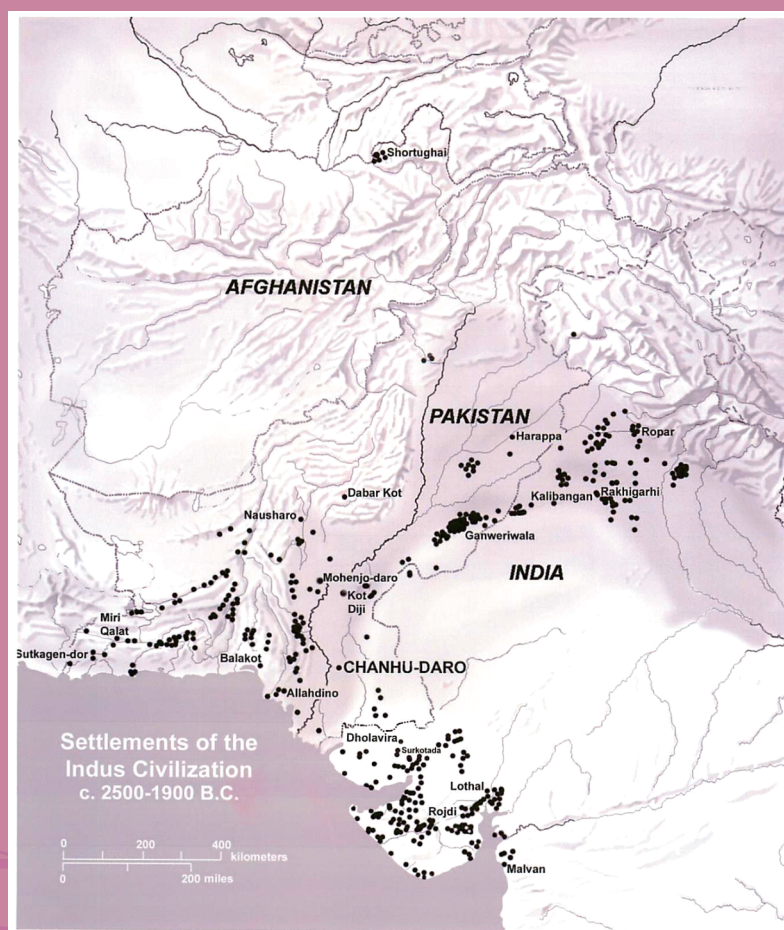 Shortughai
AFGHANISTAN
PAKISTAN
Harappa
Ropar
Dabar Kot
Kalibangan
Rakhigarhi
Nausharo
Ganweriwala
INDIA
Mohenjo-daro
Kot
Diji
Miri
Qalat
Sutkagen-dor
Balakot
CHANHU-DARO
Allahdino
Dholavira
Surkotada
Settlements of the
Indus Civilization
c. 2500-1900 B.C.
Lothal
Rojdi
0 200 400
kilometers
0 200 miles
Malvan